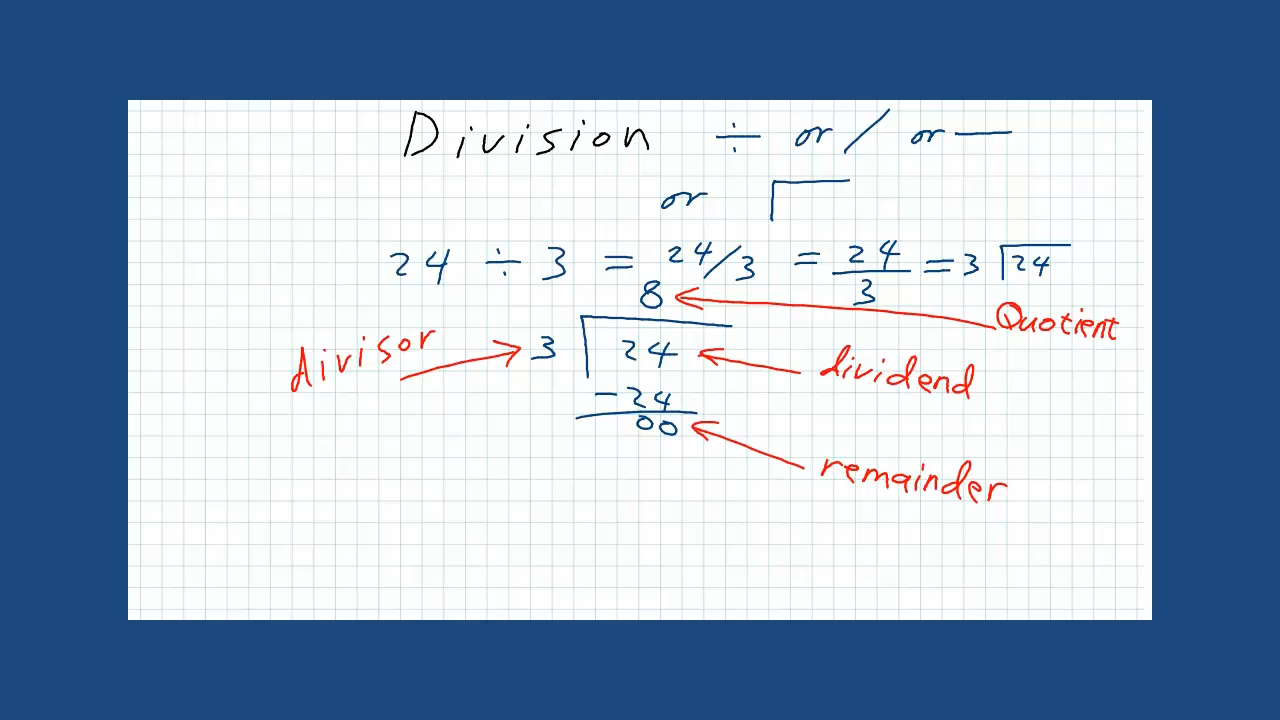 Division ÷ or / or —
or ⟌
24 ÷ 3 = 24/3 = 24/3 = 3⟌24
8
Quotient
divisor 3⟌24 dividend
-24
00
remainder